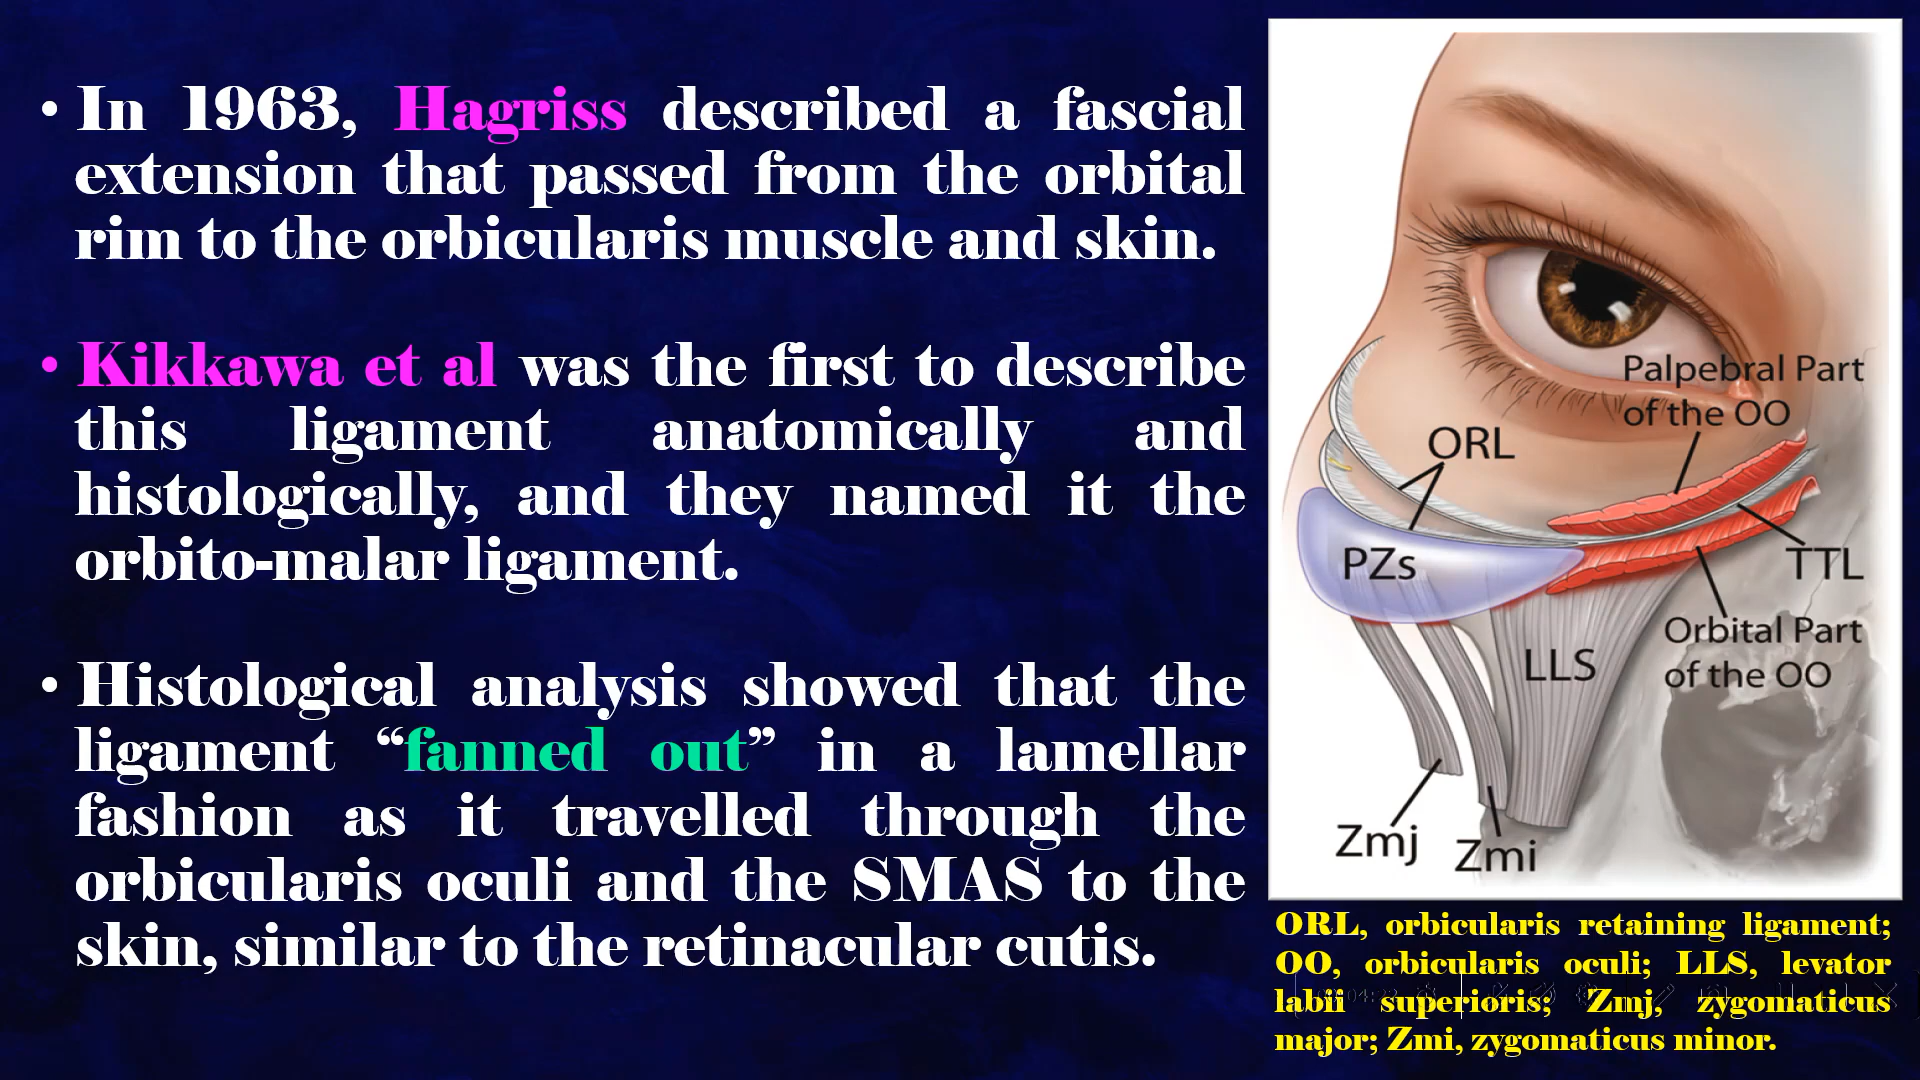 • In 1963, Hagriss described a fascial
extension that passed from the orbital
rim to the orbicularis muscle and skin.
• Kikkawa et al was the first to describe
this ligament anatomically and
histologically, and they named it the
orbito-malar ligament.
• Histological analysis showed that the
ligament “fanned out” in a lamellar
fashion as it travelled through the
orbicularis oculi and the SMAS to the
skin, similar to the retinacular cutis.
Palpebral Part
of the OO
ORL
PZs
TTL
Orbital Part
of the OO
LLS
Zmj
Zmi
ORL, orbicularis retaining ligament;
OO, orbicularis oculi; LLS, levator
labii superioris; Zmj, zygomaticus
major; Zmi, zygomaticus minor.